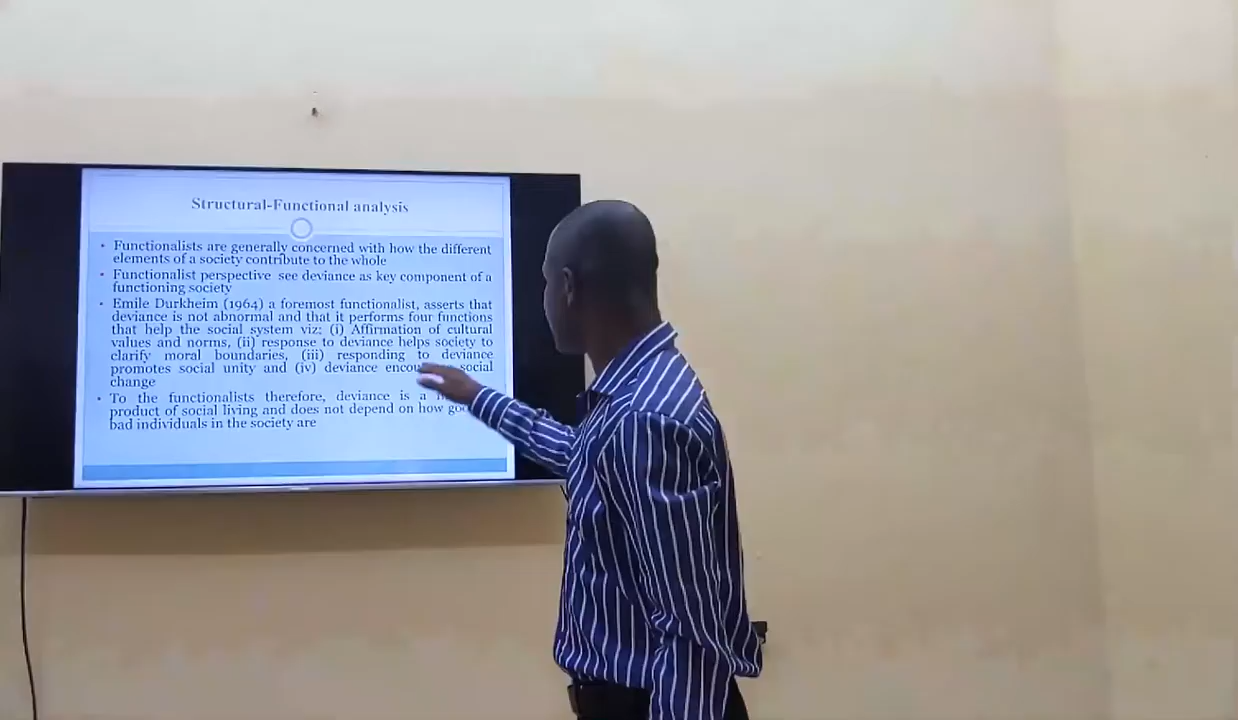 Structural-Functional analysis
• Functionalists are generally concerned with how the different
elements of a society contribute to the whole
• Functionalist perspective see deviance as key component of a
functioning society
• Emile Durkheim (1964) a foremost functionalist, asserts that
deviance is not abnormal and that it performs four functions
that help the social system viz; (i) Affirmation of cultural
values and norms, (ii) response to deviance helps society to
clarify moral boundaries, (iii) responding to deviance
promotes social unity and (iv) deviance social
change
• To the functionalists therefore, deviance is a
product of social living and does not depend on how
bad individuals in the society are